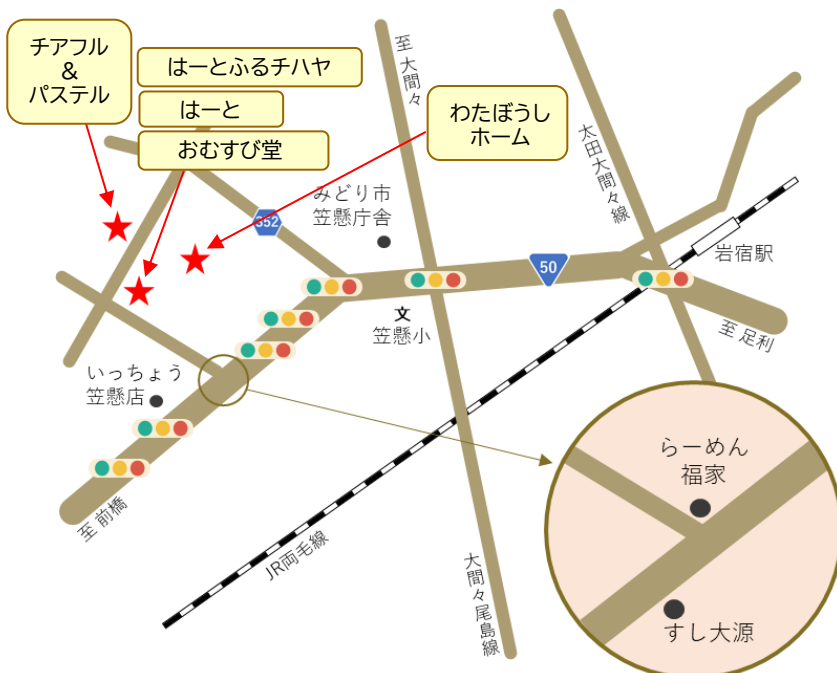 チアフル
&
パステル
はーとふるチハヤ
はーと
おむすび堂
わたぼうし
ホーム
至 大間々
太田大間々線
みどり市
笠懸庁舎
352
50
岩宿駅
文
笠懸小
至 足利
いっちょう
笠懸店
至 前橋
JR両毛線
大間々尾島線
らーめん
福家
すし大源